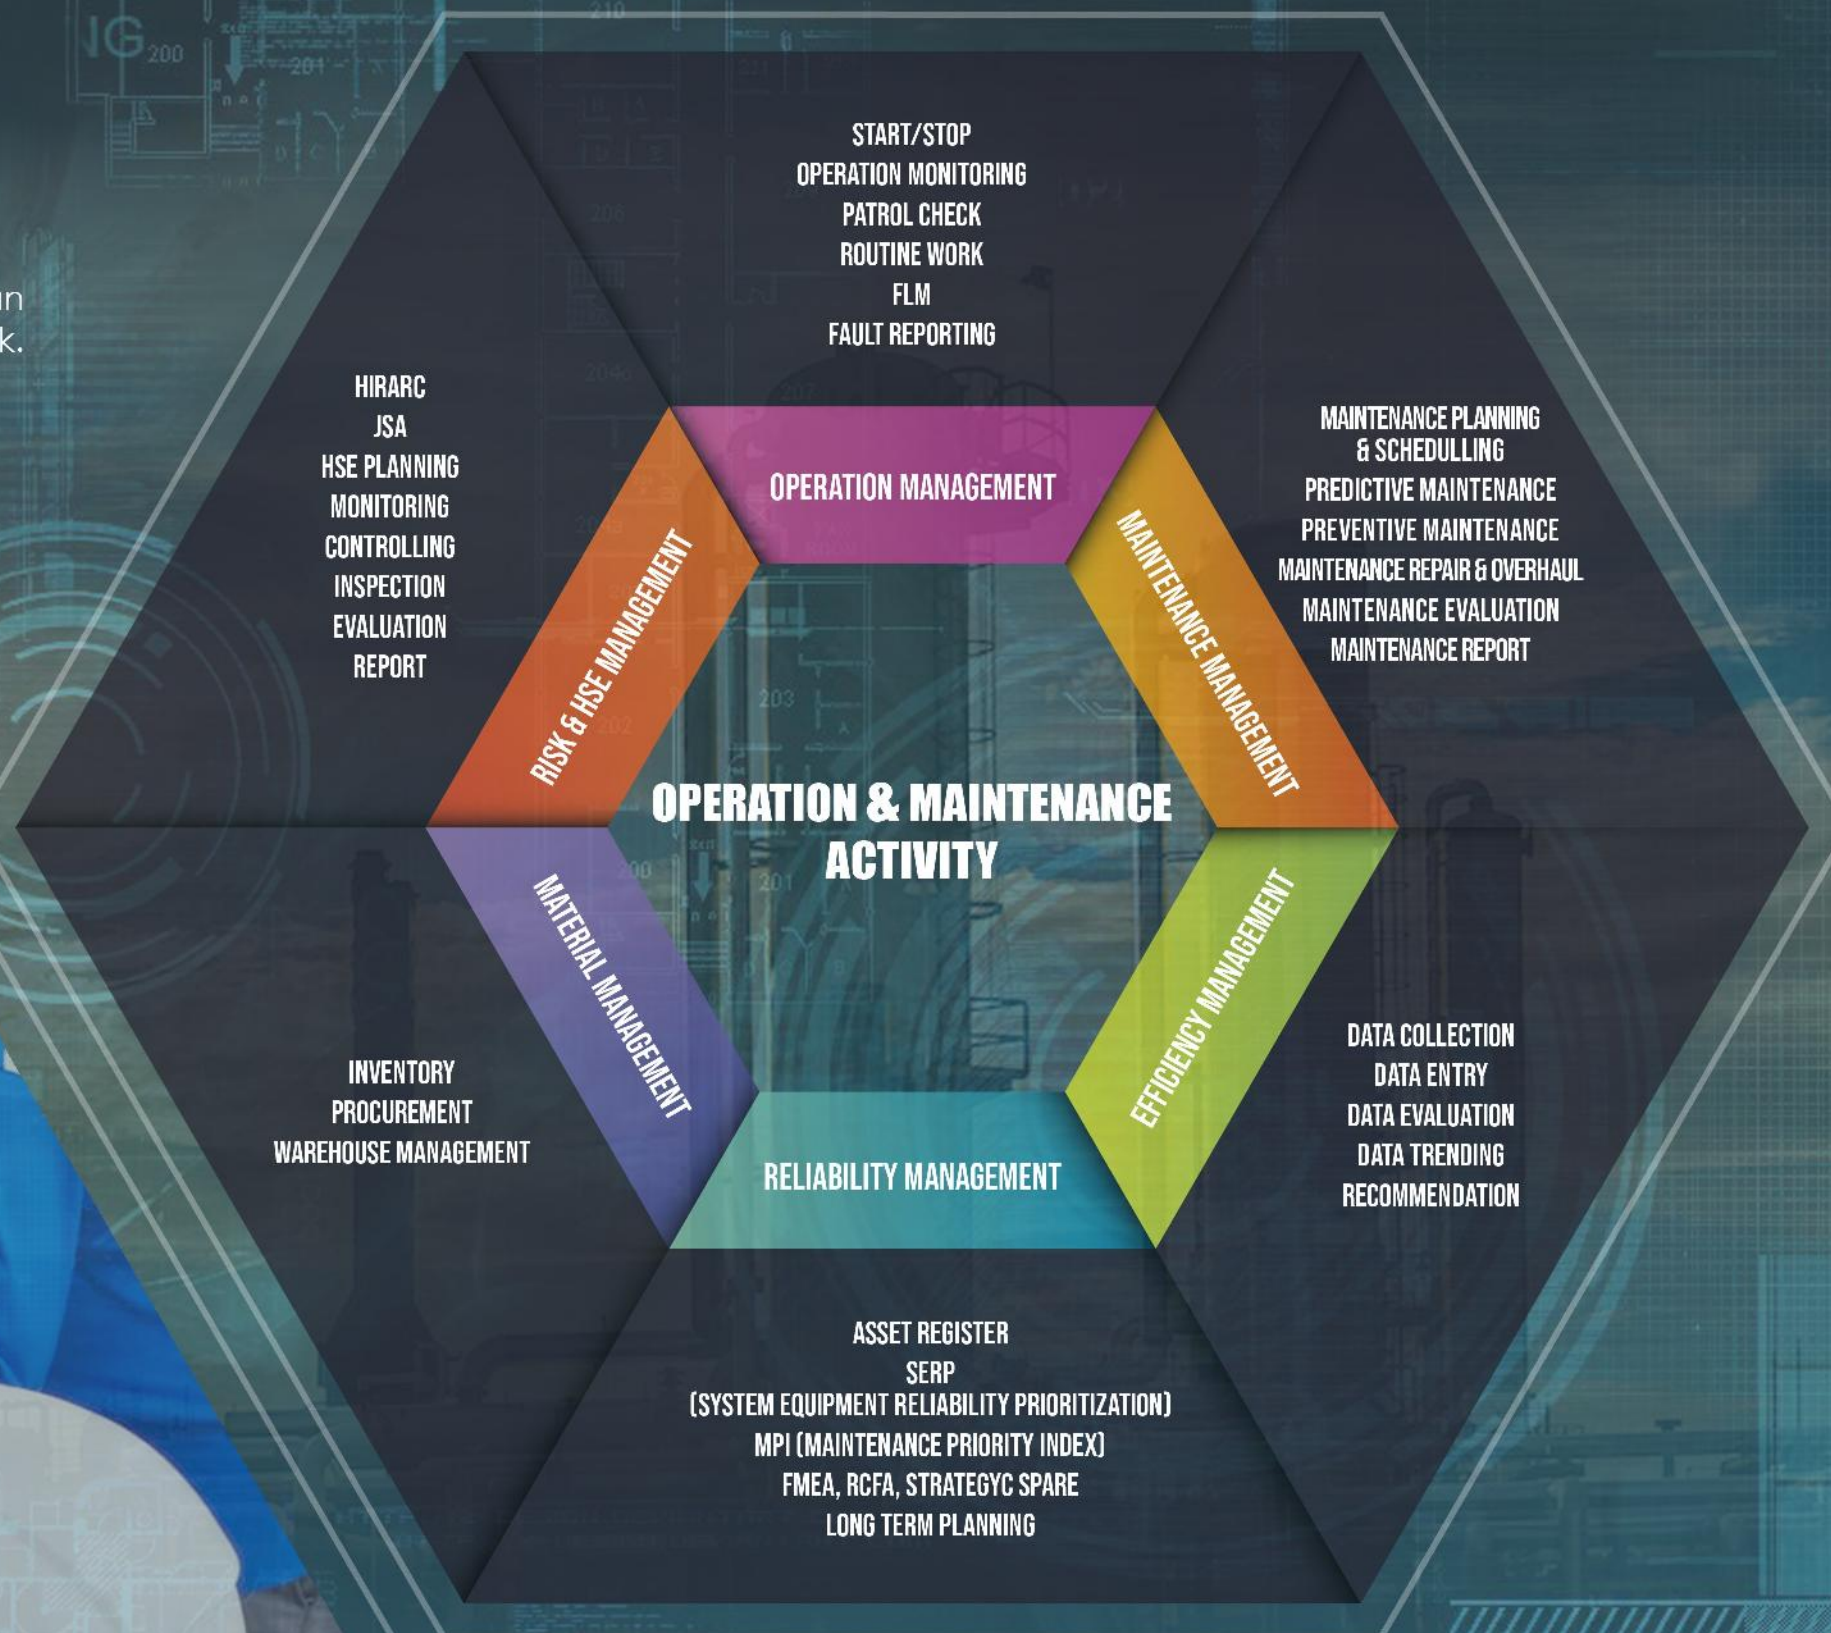 START/STOP
OPERATION MONITORING
PATROL CHECK
ROUTINE WORK
FLM
FAULT REPORTING
OPERATION MANAGEMENT
MAINTENANCE PLANNING
& SCHEDULLING
PREDICTIVE MAINTENANCE
PREVENTIVE MAINTENANCE
MAINTENANCE REPAIR & OVERHAUL
MAINTENANCE EVALUATION
MAINTENANCE REPORT
MAINTENANCE MANAGEMENT
HIRARC
JSA
HSE PLANNING
MONITORING
CONTROLLING
INSPECTION
EVALUATION
REPORT
RISK & HSE MANAGEMENT
OPERATION & MAINTENANCE
ACTIVITY
MATERIAL MANAGEMENT
INVENTORY
PROCUREMENT
WAREHOUSE MANAGEMENT
EFFICIENCY MANAGEMENT
DATA COLLECTION
DATA ENTRY
DATA EVALUATION
DATA TRENDING
RECOMMENDATION
RELIABILITY MANAGEMENT
ASSET REGISTER
SERP
(SYSTEM EQUIPMENT RELIABILITY PRIORITIZATION)
MPI (MAINTENANCE PRIORITY INDEX)
FMEA, RCFA, STRATEGYC SPARE
LONG TERM PLANNING